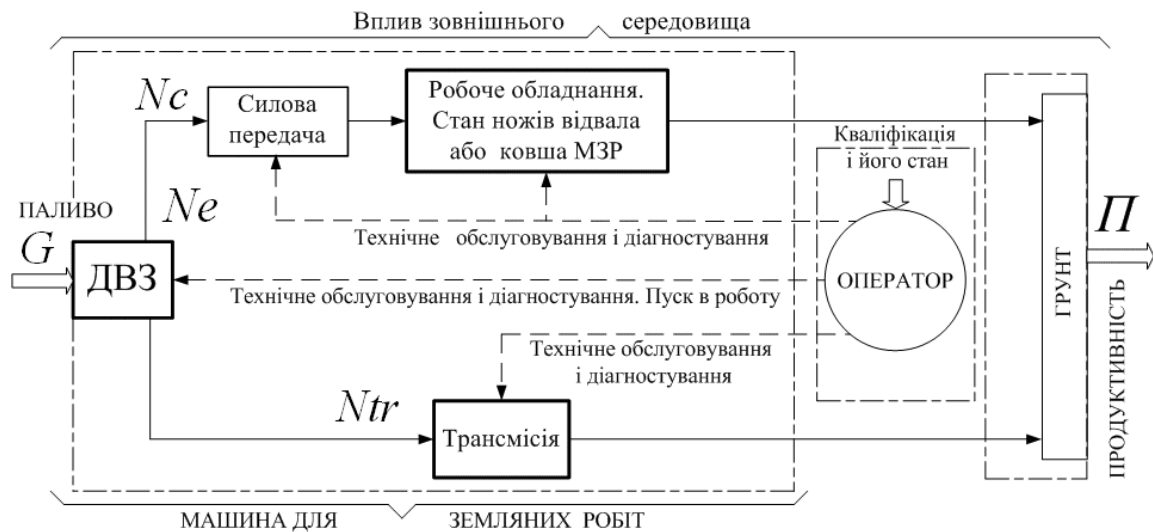 Вплив зовнішнього середовища
Nc
Силова
передача
Робоче обладнання.
Стан ножів відвала
або ковша МЗР
Кваліфікація
і його стан
ПАЛИВО
G
Ne
ДВЗ
Технічне обслуговування і діагностування
ОПЕРАТОР
Технічне обслуговування і діагностування. Пуск в роботу
Технічне обслуговування
і діагностування
Ntr
Трансмісія
ГРУНТ
П
ПРОДУКТИВНІСТЬ
МАШИНА ДЛЯ ЗЕМЛЯНИХ РОБІТ